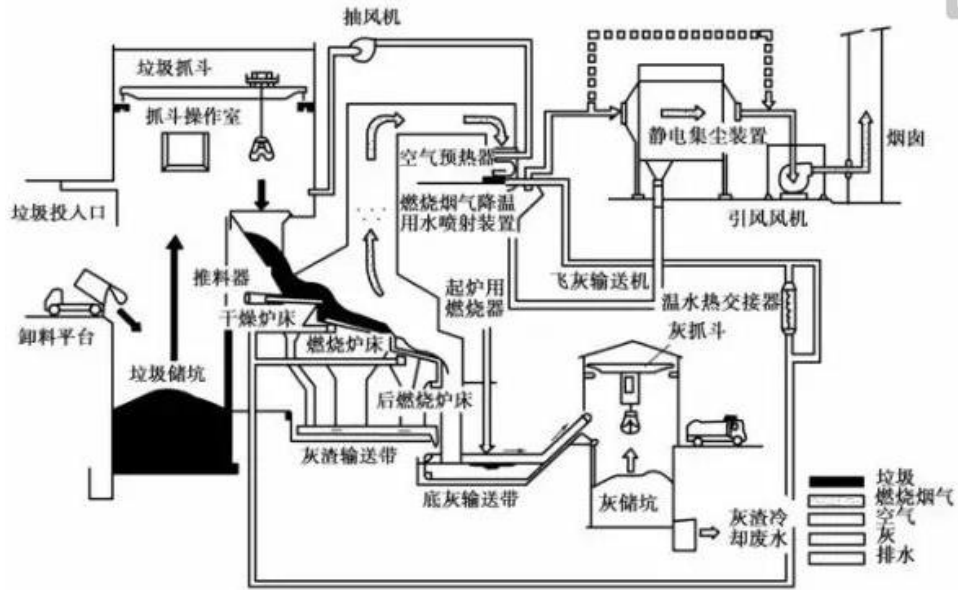 抽风机
垃圾抓斗
抓斗操作室
静电集尘装置
烟囱
空气预热器
垃圾投入口
燃烧烟气降温
用水喷射装置
引风风机
推料器
起炉用
燃烧器
飞灰输送机
温水热交接器
干燥炉床
卸料平台
燃烧炉床
灰抓斗
垃圾储坑
后燃烧炉床
灰渣输送带
底灰输送带
灰储坑
灰渣冷
却废水
垃圾
燃烧烟气
空气
灰
排水